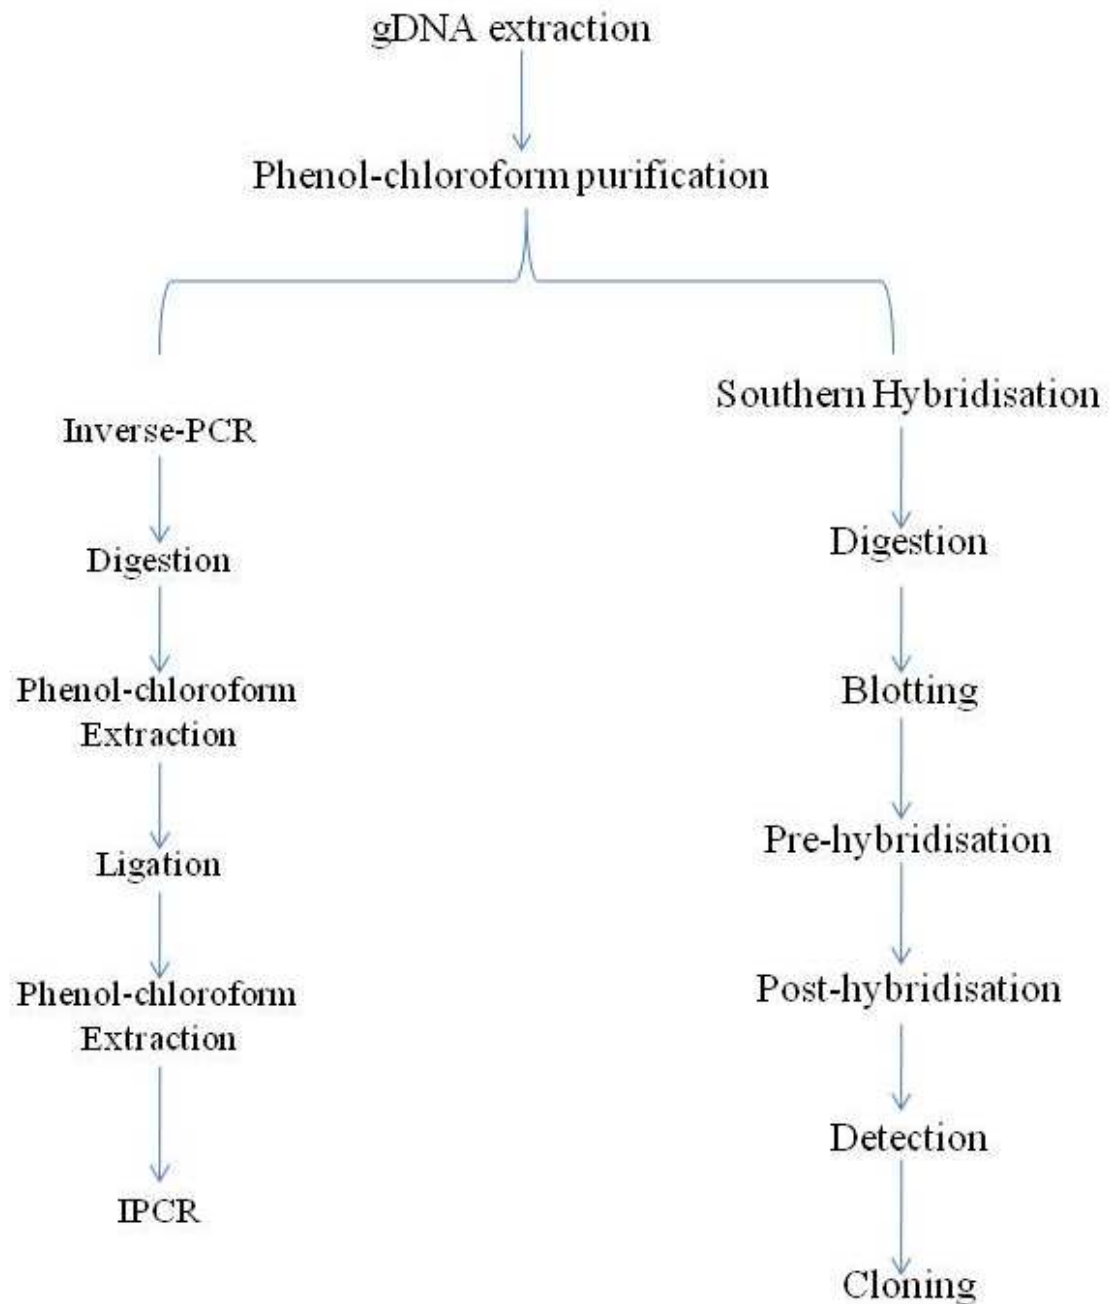 gDNA extraction
Phenol-chloroform purification
Inverse-PCR
Digestion
Phenol-chloroform
Extraction
Ligation
Phenol-chloroform
Extraction
IPCR
Southern Hybridisation
Digestion
Blotting
Pre-hybridisation
Post-hybridisation
Detection
Cloning